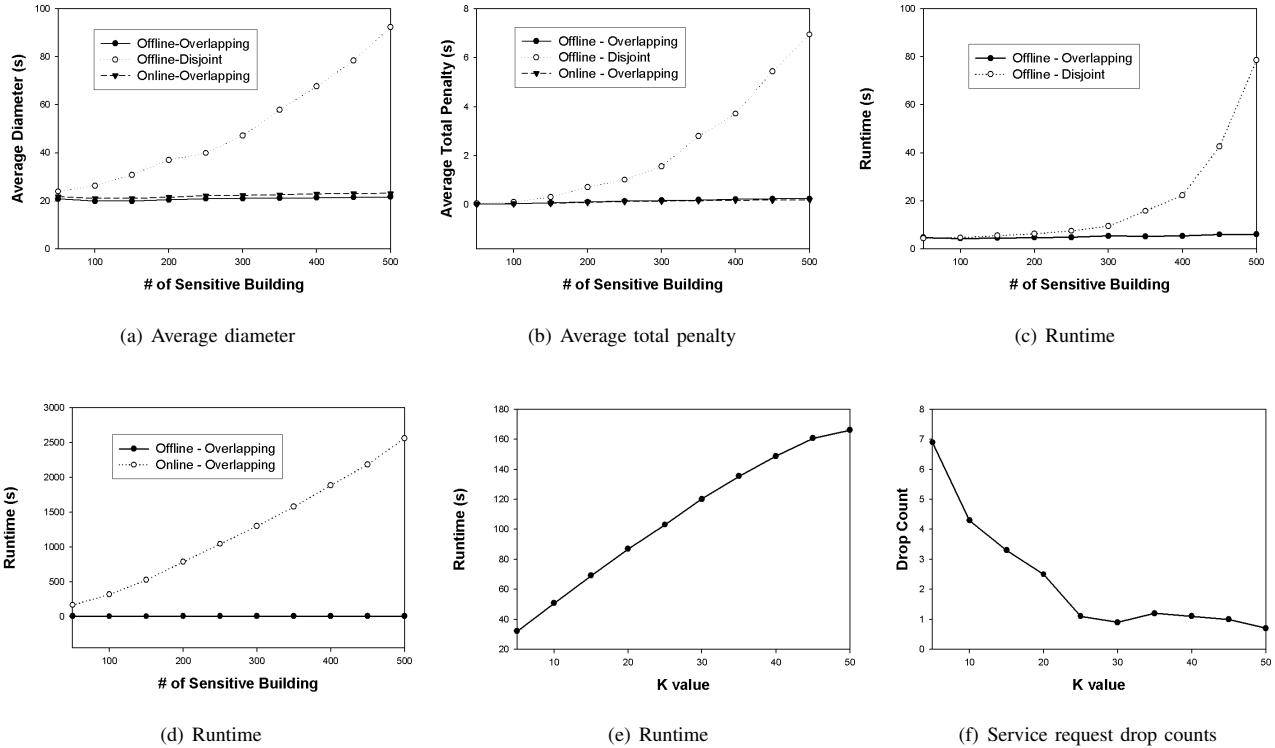 100
80
60
40
20
0
Average Diameter (s)
Offline-Overlapping
Offline-Disjoint
Online-Overlapping
100 200 300 400 500
# of Sensitive Building
(a) Average diameter
8
6
4
2
0
Average Total Penalty (s)
Offline - Overlapping
Offline - Disjoint
Online - Overlapping
100 200 300 400 500
# of Sensitive Building
(b) Average total penalty
100
80
60
40
20
0
Runtime (s)
Offline - Overlapping
Offline - Disjoint
100 200 300 400 500
# of Sensitive Building
(c) Runtime
3000
2500
2000
1500
1000
500
0
Runtime (s)
Offline - Overlapping
Online - Overlapping
100 200 300 400 500
# of Sensitive Building
(d) Runtime
180
160
140
120
100
80
60
40
20
Runtime (s)
10 20 30 40 50
K value
(e) Runtime
8
7
6
5
4
3
2
1
0
Drop Count
10 20 30 40 50
K value
(f) Service request drop counts